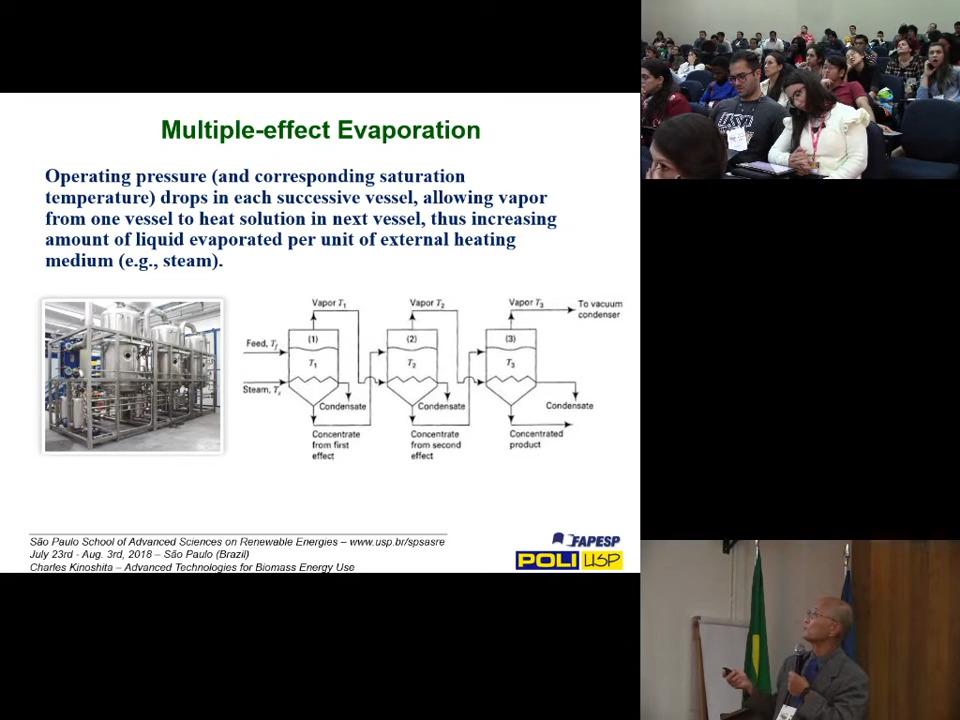 Multiple-effect Evaporation
Operating pressure (and corresponding saturation
temperature) drops in each successive vessel, allowing vapor
from one vessel to heat solution in next vessel, thus increasing
amount of liquid evaporated per unit of external heating
medium (e.g., steam).
Vapor T1
Vapor T2
Vapor T3
To vacuum
condenser
(1)
(2)
(3)
Feed, Tf
T1
T2
T3
Steam, Ts
Condensate
Condensate
Condensate
Concentrate
from first
effect
Concentrate
from second
effect
Concentrated
product
São Paulo School of Advanced Sciences on Renewable Energies – www.usp.br/spsasre
July 23rd - Aug. 3rd, 2018 – São Paulo (Brazil)
Charles Kinoshita – Advanced Technologies for Biomass Energy Use
FAPESP
POLI USP